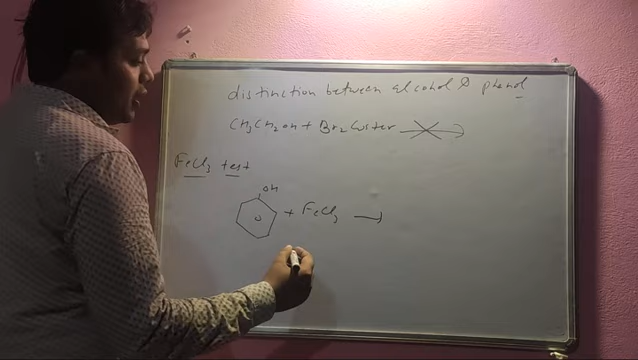 distinction between alcohol & phenol
CH3CH2OH + Br2 water
FeCl3 test
OH
+ FeCl3 →